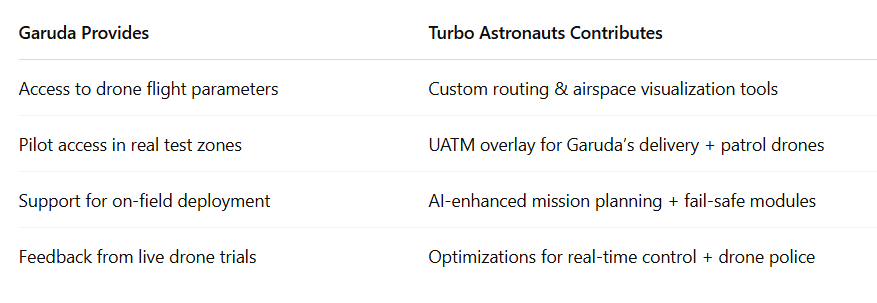 Garuda Provides Turbo Astronauts Contributes
Access to drone flight parameters Custom routing & airspace visualization tools
Pilot access in real test zones UATM overlay for Garuda’s delivery + patrol drones
Support for on-field deployment AI-enhanced mission planning + fail-safe modules
Feedback from live drone trials Optimizations for real-time control + drone police